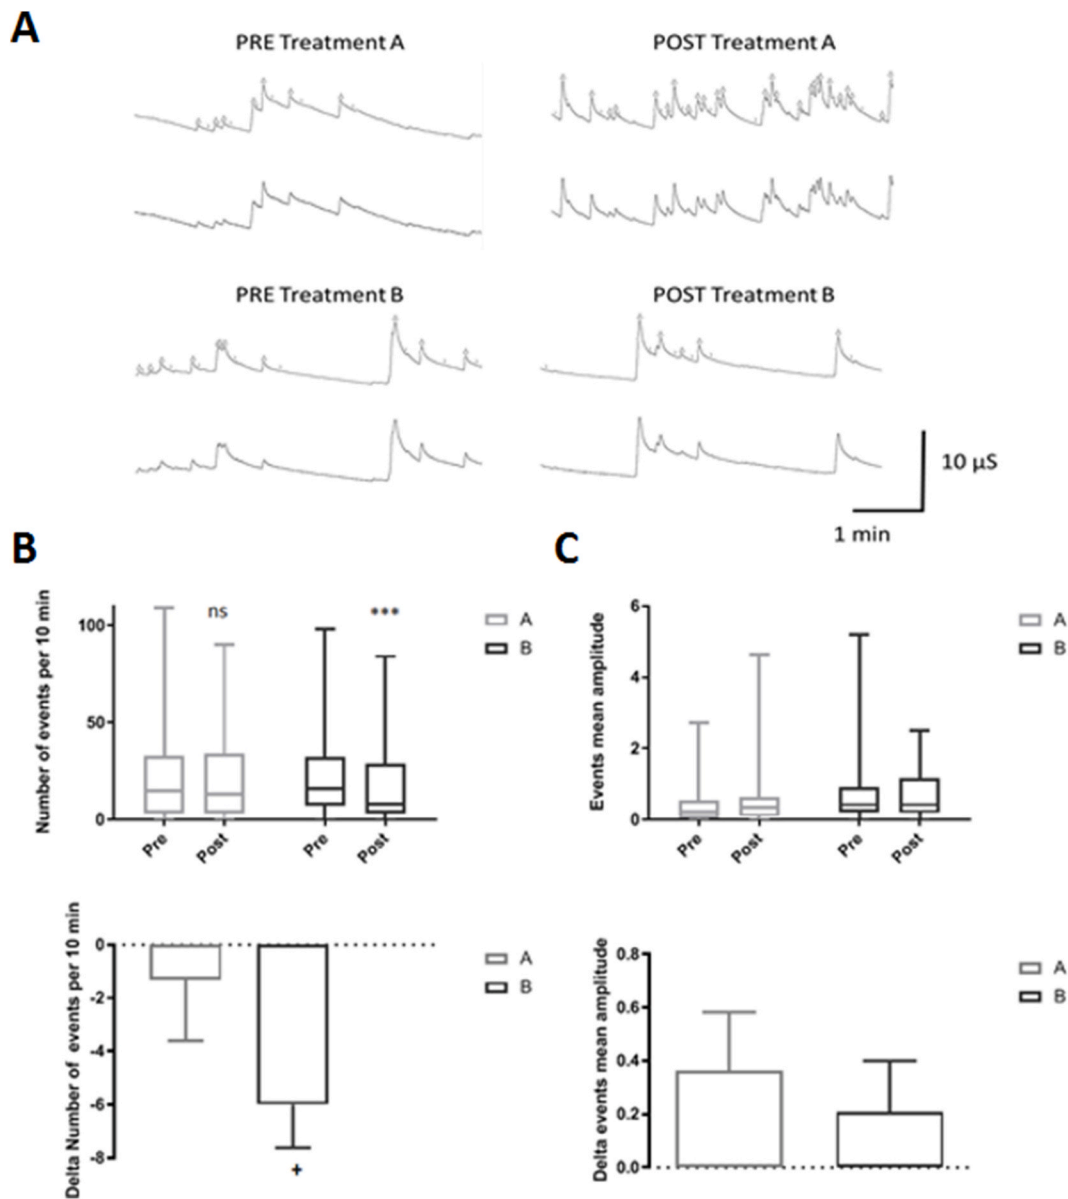 A
PRE Treatment A
POST Treatment A
PRE Treatment B
POST Treatment B
10 µS
1 min
B
C
Number of events per 10 min
100
50
0
ns
***
A
B
Pre
Post
Pre
Post
Events mean amplitude
6
4
2
0
A
B
Pre
Post
Pre
Post
Delta Number of events per 10 min
0
-2
-4
-6
-8
+
A
B
Delta events mean amplitude
0.8
0.6
0.4
0.2
0.0
A
B